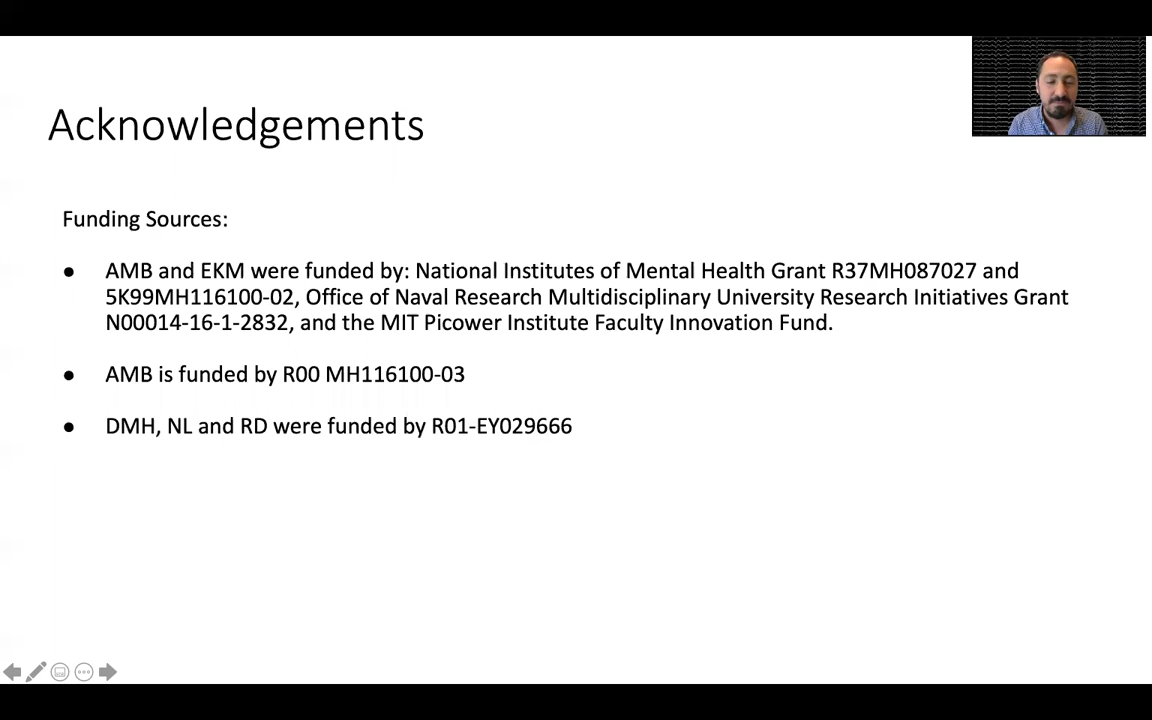 Acknowledgements
Funding Sources:
● AMB and EKM were funded by: National Institutes of Mental Health Grant R37MH087027 and
5K99MH116100-02, Office of Naval Research Multidisciplinary University Research Initiatives Grant
N00014-16-1-2832, and the MIT Picower Institute Faculty Innovation Fund.
● AMB is funded by R00 MH116100-03
● DMH, NL and RD were funded by R01-EY029666